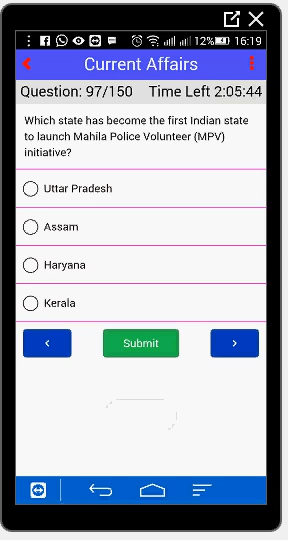 12% 16:19
Current Affairs
Question: 97/150 Time Left 2:05:44
Which state has become the first Indian state
to launch Mahila Police Volunteer (MPV)
initiative?
Uttar Pradesh
Assam
Haryana
Kerala
Submit